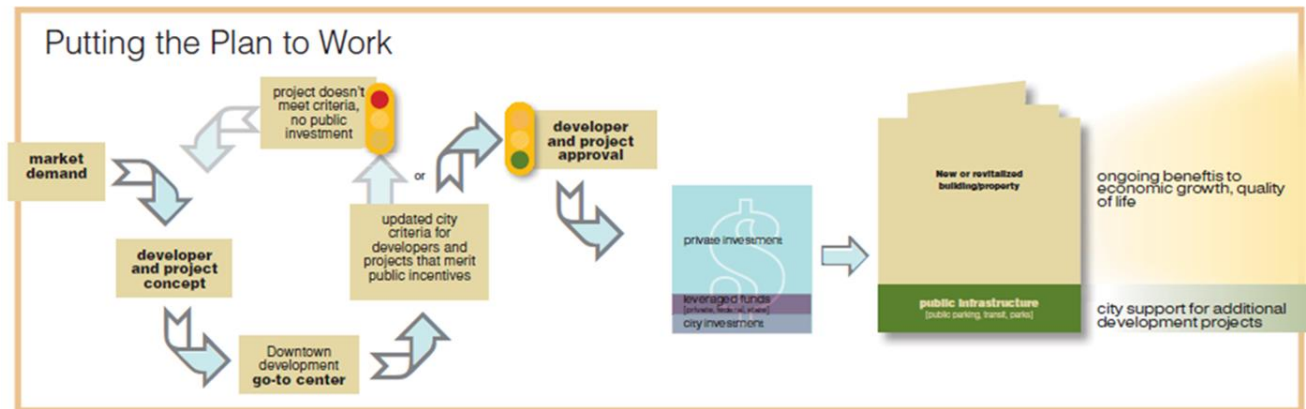 Putting the Plan to Work
market
demand
developer
and project
concept
Downtown
development
go-to center
updated city
criteria for
developers and
projects that merit
public incentives
project doesn't
meet criteria,
no public
investment
or
developer
and project
approval
private investment
leveraged funds
[private, federal, state]
city investment
New or revitalized
building/property
public infrastructure
[public parking, transit, parks]
ongoing benefits to
economic growth, quality
of life
city support for additional
development projects